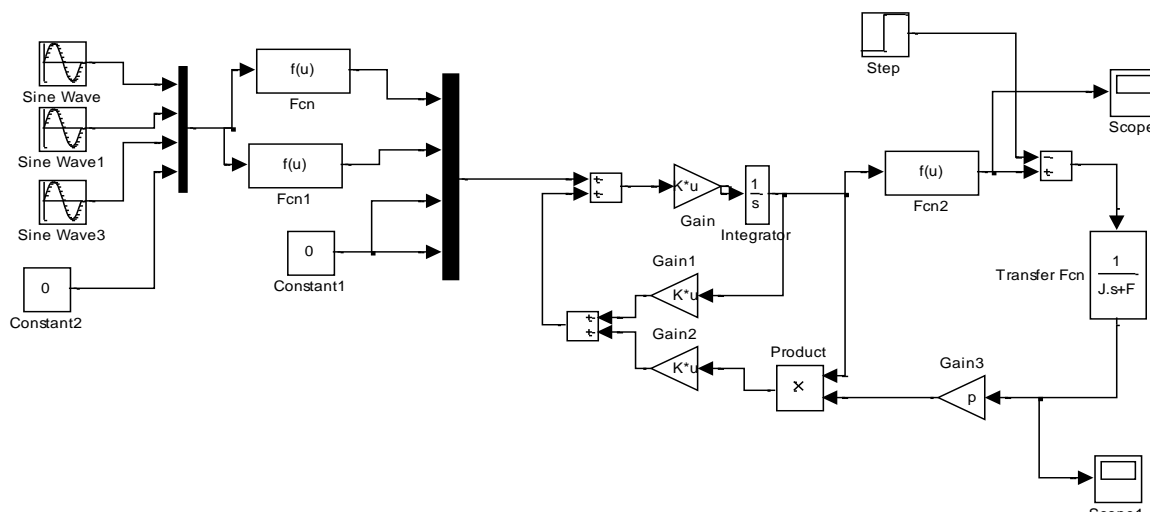 Sine Wave
Sine Wave1
Sine Wave3
0
Constant2
f(u)
Fcn
f(u)
Fcn1
0
Constant1
K*u
Gain
1
s
Integrator
K*u
Gain1
K*u
Gain2
Product
×
Step
f(u)
Fcn2
Scope
Transfer Fcn
1
J.s+F
Gain3
p
Scope1